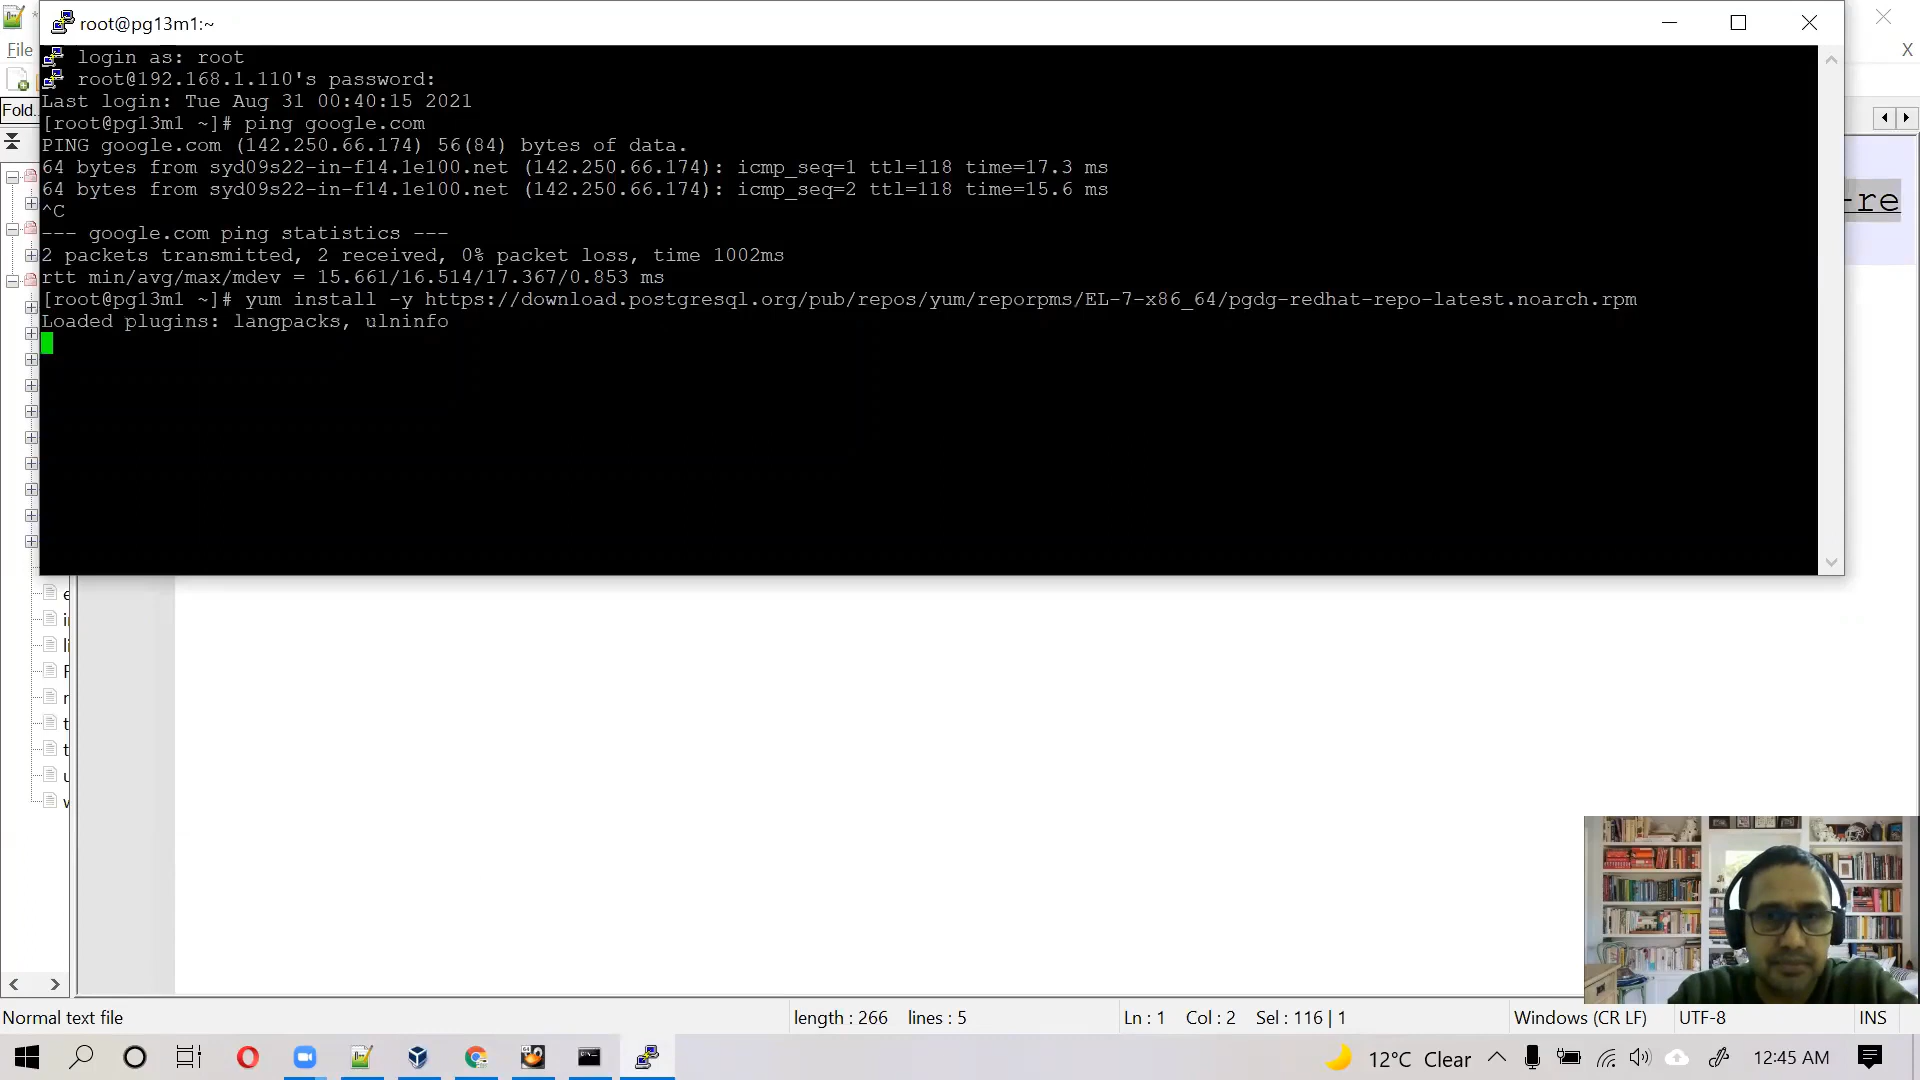 root@pg13m1:~
File
X
Fold..
login as: root
root@192.168.1.110's password:
Last login: Tue Aug 31 00:40:15 2021
[root@pg13m1 ~]# ping google.com
PING google.com (142.250.66.174) 56(84) bytes of data.
64 bytes from syd09s22-in-f14.1e100.net (142.250.66.174): icmp_seq=1 ttl=118 time=17.3 ms
64 bytes from syd09s22-in-f14.1e100.net (142.250.66.174): icmp_seq=2 ttl=118 time=15.6 ms
^C
--- google.com ping statistics ---
2 packets transmitted, 2 received, 0% packet loss, time 1002ms
rtt min/avg/max/mdev = 15.661/16.514/17.367/0.853 ms
[root@pg13m1 ~]# yum install -y https://download.postgresql.org/pub/repos/yum/reporpms/EL-7-x86_64/pgdg-redhat-repo-latest.noarch.rpm
Loaded plugins: langpacks, ulninfo
-re
Normal text file
length : 266 lines : 5
Ln : 1 Col : 2 Sel : 116 | 1
Windows (CR LF)
UTF-8
INS
12°C Clear
12:45 AM